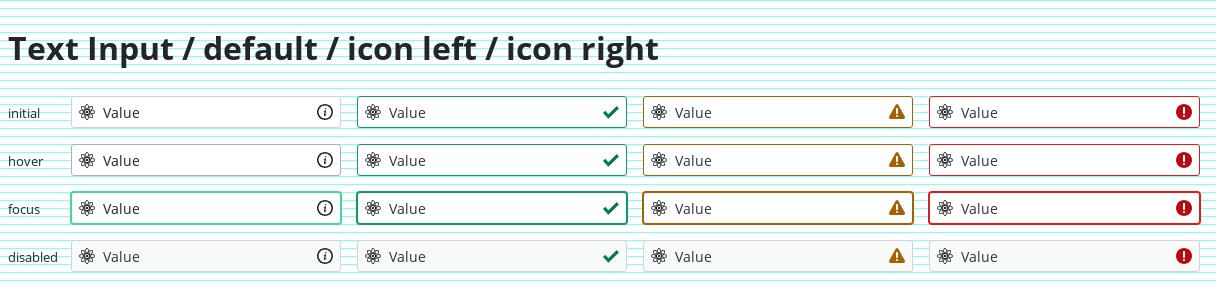 Text Input / default / icon left / icon right
initial Value Value Value Value
hover Value Value Value Value
focus Value Value Value Value
disabled Value Value Value Value